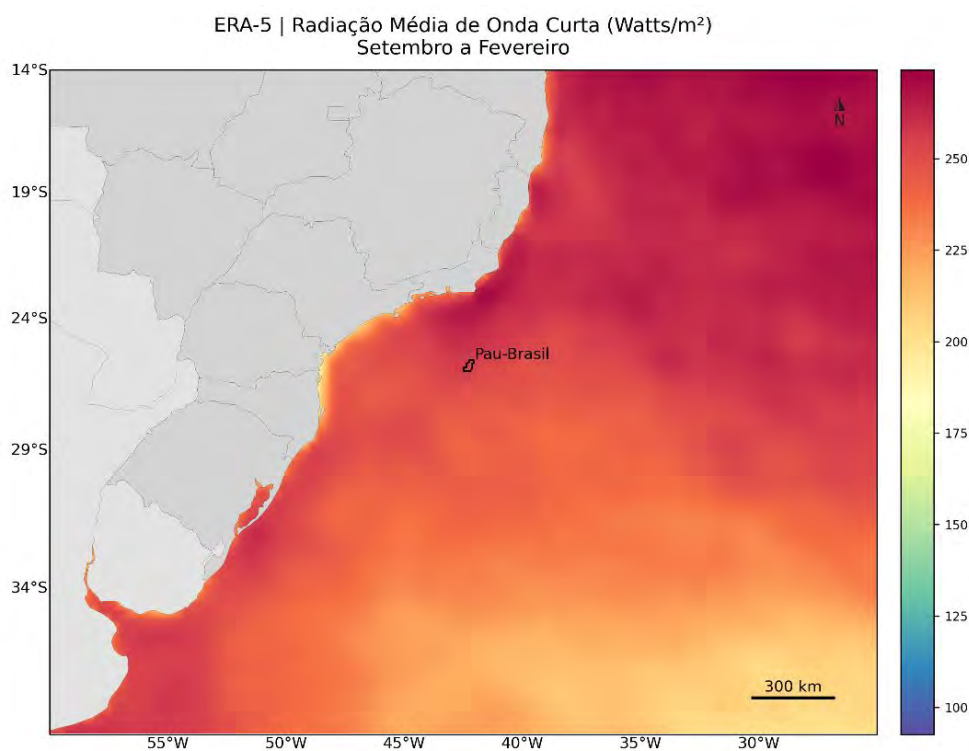 ERA-5 | Radiação Média de Onda Curta (Watts/m²)
Setembro a Fevereiro
14°S
19°S
24°S
29°S
34°S
N
Pau-Brasil
300 km
55°W
50°W
45°W
40°W
35°W
30°W
250
225
200
175
150
125
100